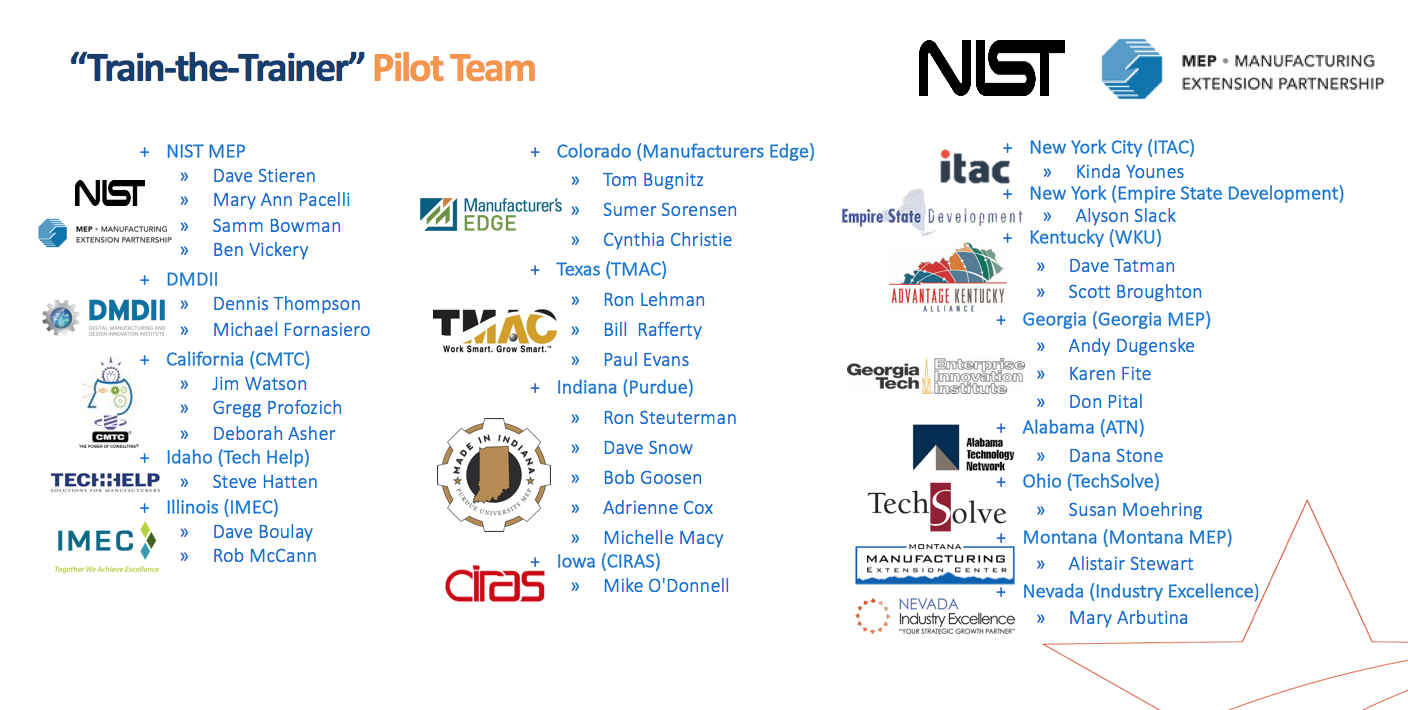 “Train-the-Trainer” Pilot Team
NIST
MEP • MANUFACTURING
EXTENSION PARTNERSHIP
+ NIST MEP
» Dave Stieren
» Mary Ann Pacelli
» Samm Bowman
» Ben Vickery
NIST
MEP • MANUFACTURING
EXTENSION PARTNERSHIP
+ DMDII
» Dennis Thompson
» Michael Fornasiero
DMDII
DIGITAL MANUFACTURING AND
DESIGN INNOVATION INSTITUTE
+ California (CMTC)
» Jim Watson
» Gregg Profozich
» Deborah Asher
CMTC
THE POWER OF CONSULTING®
+ Idaho (Tech Help)
» Steve Hatten
TECHHELP
SOLUTIONS FOR MANUFACTURERS
+ Illinois (IMEC)
» Dave Boulay
» Rob McCann
IMEC
Together We Achieve Excellence
+ Colorado (Manufacturers Edge)
» Tom Bugnitz
» Sumer Sorensen
» Cynthia Christie
Manufacturer's
EDGE
+ Texas (TMAC)
» Ron Lehman
» Bill Rafferty
» Paul Evans
TMAC
Work Smart. Grow Smart.™
+ Indiana (Purdue)
» Ron Steuterman
» Dave Snow
» Bob Goosen
» Adrienne Cox
» Michelle Macy
MADE IN INDIANA
PURDUE UNIVERSITY MEP
+ Iowa (CIRAS)
» Mike O'Donnell
ciras
+ New York City (ITAC)
» Kinda Younes
itac
+ New York (Empire State Development)
» Alyson Slack
Empire State Development
+ Kentucky (WKU)
» Dave Tatman
» Scott Broughton
ADVANTAGE KENTUCKY
ALLIANCE
+ Georgia (Georgia MEP)
» Andy Dugenske
» Karen Fite
» Don Pital
Georgia
Tech
Enterprise
Innovation
Institute
+ Alabama (ATN)
» Dana Stone
Alabama
Technology
Network
+ Ohio (TechSolve)
» Susan Moehring
TechSolve
+ Montana (Montana MEP)
» Alistair Stewart
MONTANA
MANUFACTURING
EXTENSION CENTER
+ Nevada (Industry Excellence)
» Mary Arbutina
NEVADA
Industry Excellence
"YOUR STRATEGIC GROWTH PARTNER"